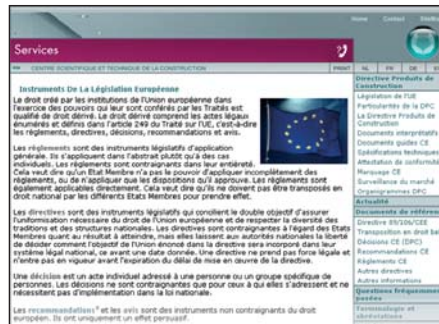 Home Contact
Services
CENTRE SCIENTIFIQUE ET TECHNIQUE DE LA CONSTRUCTION
PRINT NL FR DE
Instruments De La Législation Européenne
Le droit créé par les institutions de l'Union européenne dans
l'exercice des pouvoirs qui leur sont conférés par les Traités est
qualifié de droit dérivé. Le droit dérivé comprend les actes légaux
énumérés et définis dans l'article 249 du Traité sur l'UE, c'est-à-dire
les règlements, directives, décisions, recommandations et avis.
Les règlements sont des instruments législatifs d'application
générale. Ils s'appliquent dans l'abstrait plutôt qu'à des cas
individuels. Les règlements sont contraignants dans leur entièreté.
Cela veut dire qu'un Etat Membre n'a pas le pouvoir d'appliquer incomplètement des
règlements, ou de n'appliquer que les dispositions qu'il approuve. Les règlements
sont également applicables directement. Cela veut dire qu'ils ne doivent pas être transposés en
droit national par les différents Etats Membres pour prendre effet.
Les directives sont des instruments législatifs qui concilient le double objectif d'assurer
l'uniformisation nécessaire du droit de l'Union européenne et de respecter la diversité des
traditions et des structures nationales. Les directives sont contraignantes à l'égard des Etats
Membres quant au résultat à atteindre, mais elles laissent aux autorités nationales la liberté
de décider comment l'objectif de l'Union énoncé dans la directive sera incorporé dans leur
système légal national, ce avant une date donnée. Une directive ne prend pas force légale et
n'entre pas en vigueur avant l'expiration du délai de mise en œuvre de la directive.
Une décision est un acte individuel adressé à une personne ou un groupe spécifique de
personnes. Les décisions ne sont contraignantes que pour ceux à qui elles s'adressent et ne
nécessitent pas d'implémentation dans la loi nationale.
Les recommandations et les avis sont des instruments non contraignants du droit
européen. Ils ont uniquement un effet persuasif.
Directive Produits de
Construction
Législation de l'UE
Particularités de la DPC
La Directive Produits de
Construction
Documents interprétatifs
Documents guides CE
Spécifications techniques
Attestation de conformité
Marquage CE
Surveillance du marché
Organigrammes DPC
Actualité
Documents de référence
Directive 89/106/CEE
Transposition en droit
Décisions CE (DPC)
Recommandations CE
Règlements CE
Autres directives
Autres informations
Questions fréquemment
posées
Terminologie et
abréviations